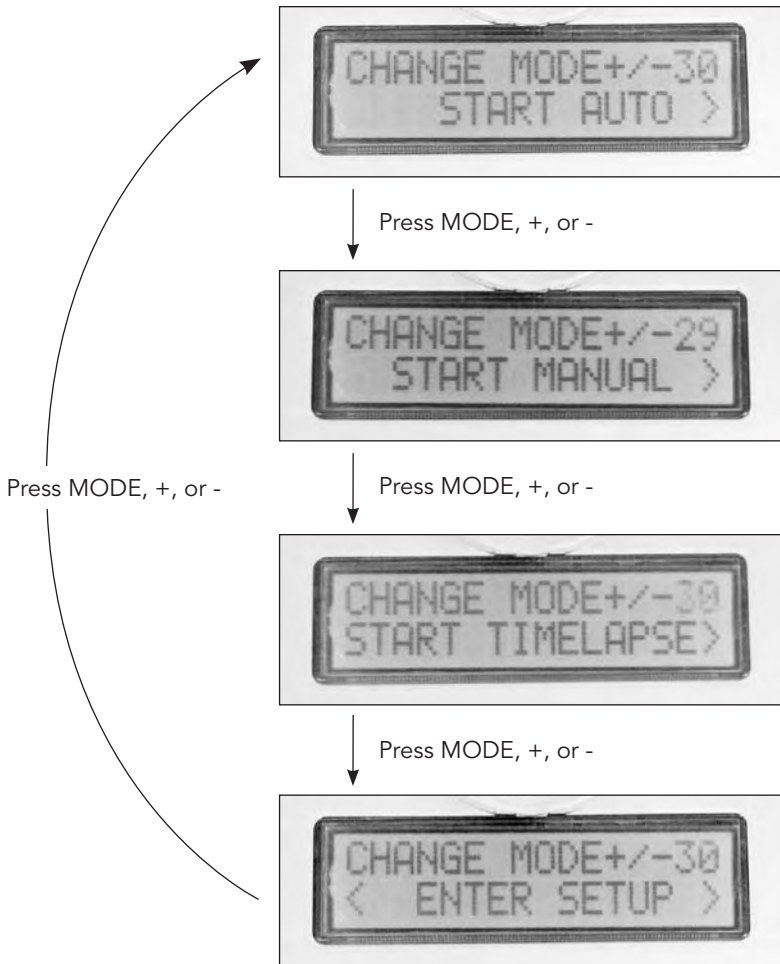 CHANGE MODE+/-30
START AUTO >
Press MODE, +, or -
CHANGE MODE+/-29
START MANUAL >
Press MODE, +, or -
Press MODE, +, or -
CHANGE MODE+/-30
START TIMELAPSE>
Press MODE, +, or -
CHANGE MODE+/-30
< ENTER SETUP >